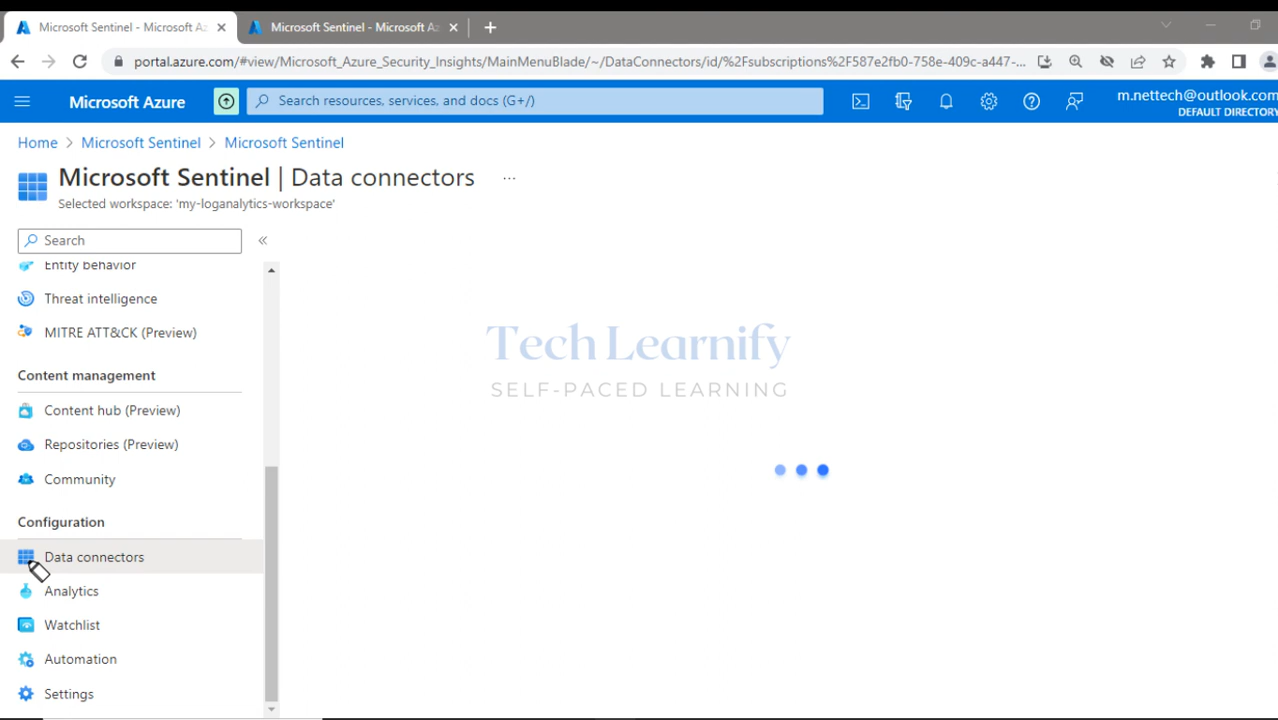 Microsoft Sentinel - Microsoft Az
Microsoft Sentinel - Microsoft Az
portal.azure.com/#view/Microsoft_Azure_Security_Insights/MainMenuBlade/~/DataConnectors/id/%2Fsubscriptions%2F587e2fb0-758e-409c-a447-...
Microsoft Azure
Search resources, services, and docs (G+/)
m.nettech@outlook.com
DEFAULT DIRECTORY
Home > Microsoft Sentinel > Microsoft Sentinel
Microsoft Sentinel | Data connectors ...
Selected workspace: 'my-loganalytics-workspace'
Search
«
Entity behavior
Threat intelligence
MITRE ATT&CK (Preview)
Content management
Content hub (Preview)
Repositories (Preview)
Community
Configuration
Data connectors
Analytics
Watchlist
Automation
Settings
Tech Learnify
SELF-PACED LEARNING